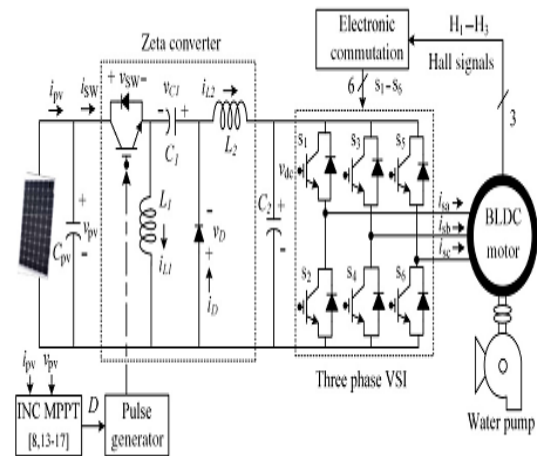 Electronic
commutation
H1–H3
Hall signals
Zeta converter
6
s1–s6
3
ipv
iSW
+ vSW –
vC1
– +
iL2
C1
L2
s1
s3
s5
vdc
+
Cpv
vpv
–
L1
iL1
–
vD
+
iD
C2
+
–
isa
isb
isc
BLDC
motor
s2
s4
s6
Three phase VSI
Water pump
ipv
vpv
INC MPPT
[8,13-17]
D
Pulse
generator